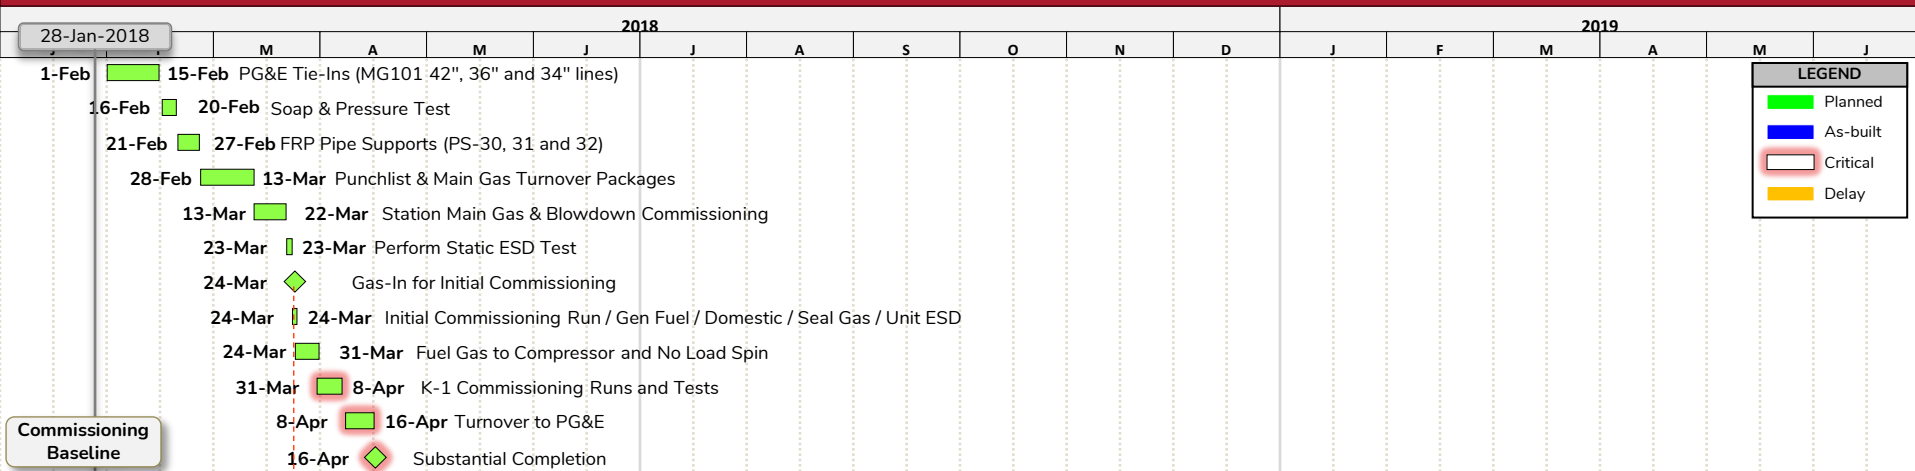 2018 2019
28-Jan-2018
J F M A M J J A S O N D J F M A M J
1-Feb 15-Feb PG&E Tie-Ins (MG101 42", 36" and 34" lines)
16-Feb 20-Feb Soap & Pressure Test
21-Feb 27-Feb FRP Pipe Supports (PS-30, 31 and 32)
28-Feb 13-Mar Punchlist & Main Gas Turnover Packages
13-Mar 22-Mar Station Main Gas & Blowdown Commissioning
23-Mar 23-Mar Perform Static ESD Test
24-Mar Gas-In for Initial Commissioning
24-Mar 24-Mar Initial Commissioning Run / Gen Fuel / Domestic / Seal Gas / Unit ESD
24-Mar 31-Mar Fuel Gas to Compressor and No Load Spin
31-Mar 8-Apr K-1 Commissioning Runs and Tests
8-Apr 16-Apr Turnover to PG&E
16-Apr Substantial Completion
Commissioning
Baseline
LEGEND
Planned
As-built
Critical
Delay